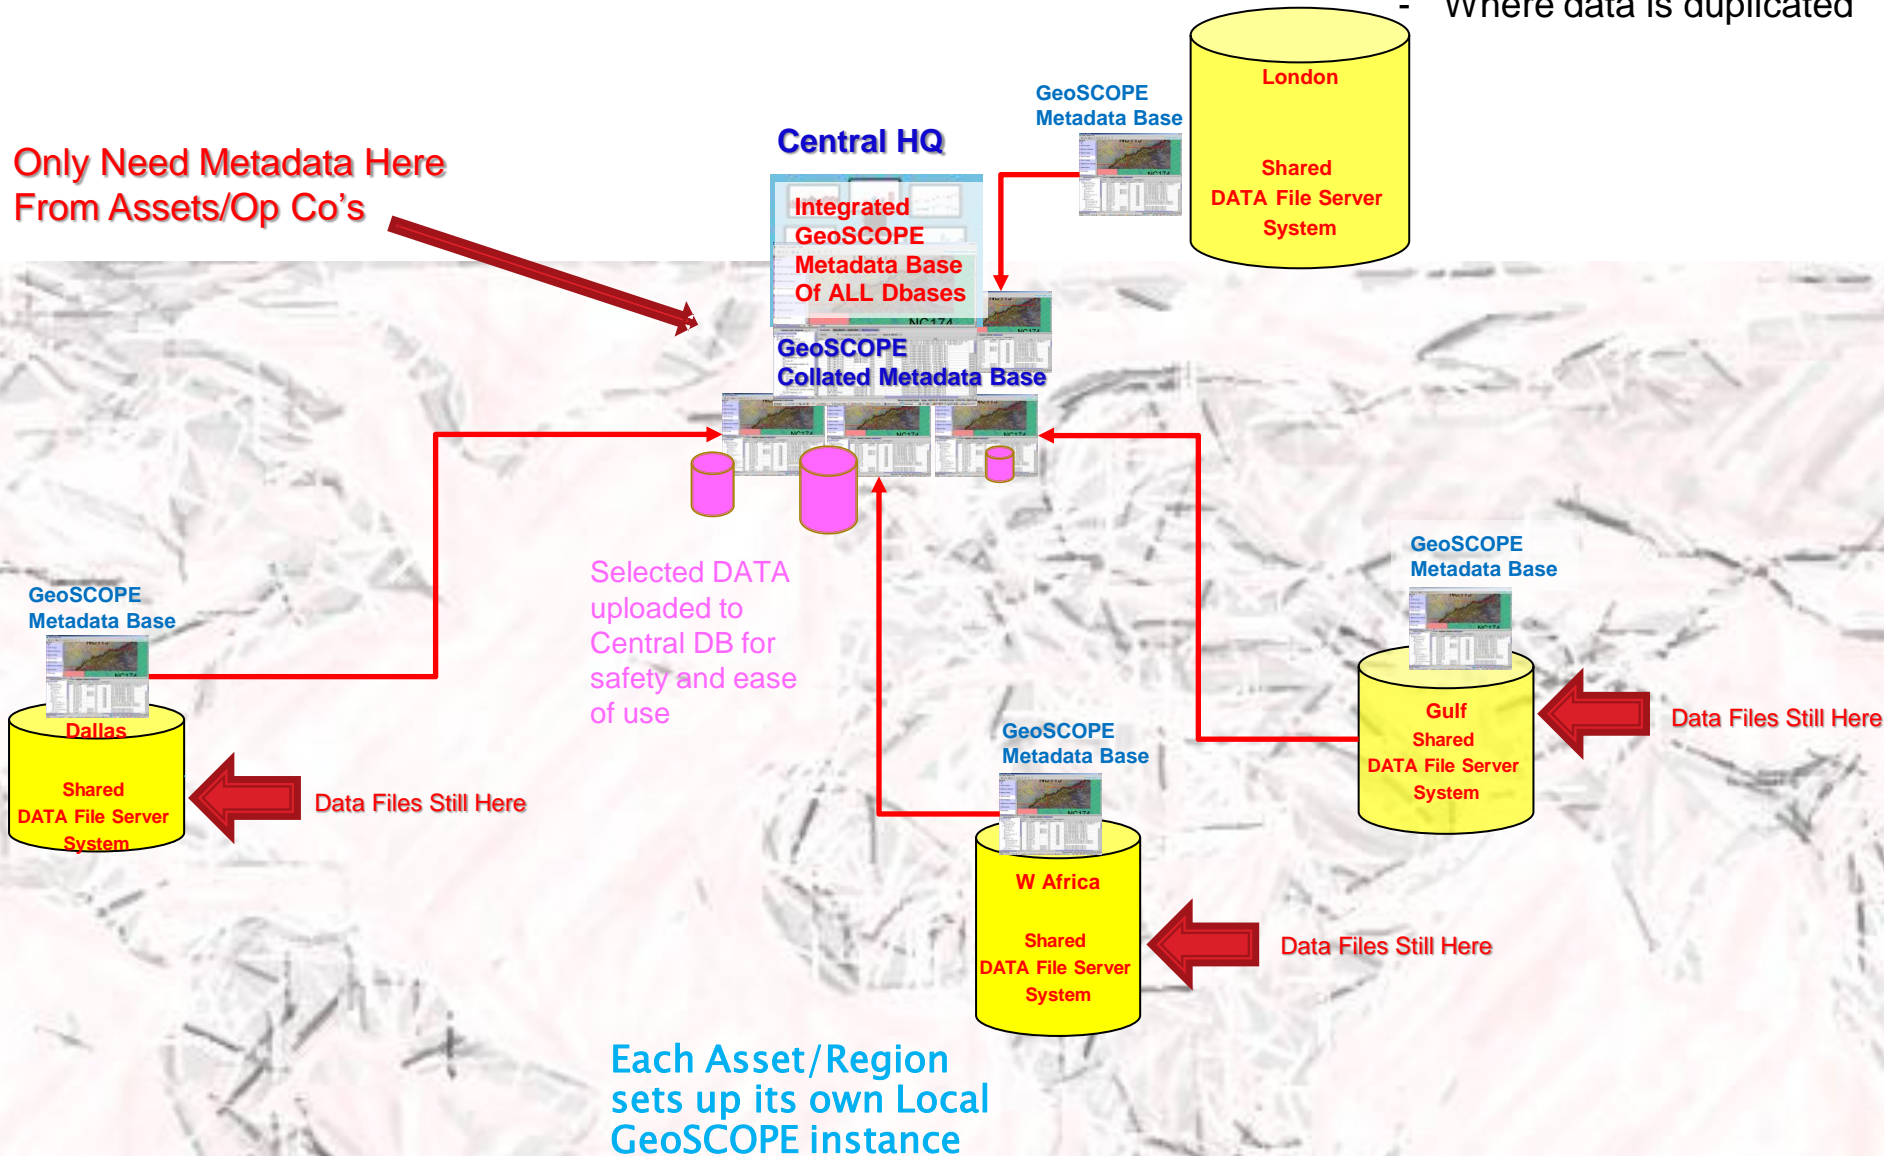 - Where data is duplicated
London
Shared
DATA File Server
System
GeoSCOPE
Metadata Base
Central HQ
Only Need Metadata Here
From Assets/Op Co's
Integrated
GeoSCOPE
Metadata Base
Of ALL Dbases
NC174
GeoSCOPE
Collated Metadata Base
Selected DATA
uploaded to
Central DB for
safety and ease
of use
GeoSCOPE
Metadata Base
Dallas
Shared
DATA File Server
System
Data Files Still Here
GeoSCOPE
Metadata Base
W Africa
Shared
DATA File Server
System
Data Files Still Here
GeoSCOPE
Metadata Base
Gulf
Shared
DATA File Server
System
Data Files Still Here
Each Asset/Region
sets up its own Local
GeoSCOPE instance